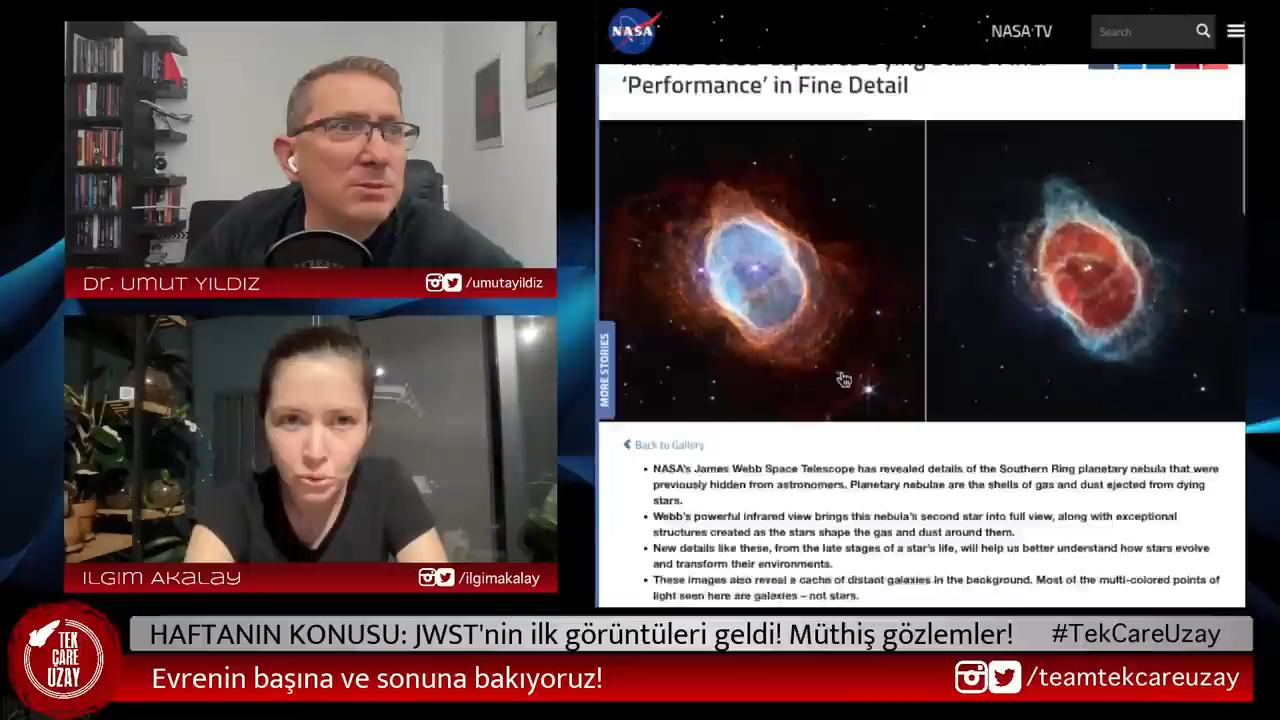 NASA
NASA TV
Search
'Performance' in Fine Detail
MORE STORIES
Back to Gallery
• NASA's James Webb Space Telescope has revealed details of the Southern Ring planetary nebula that were
previously hidden from astronomers. Planetary nebulae are the shells of gas and dust ejected from dying
stars.
• Webb's powerful infrared view brings this nebula's second star into full view, along with exceptional
structures created as the stars shape the gas and dust around them.
• New details like these, from the late stages of a star's life, will help us better understand how stars evolve
and transform their environments.
• These images also reveal a cache of distant galaxies in the background. Most of the multi-colored points of
light seen here are galaxies – not stars.
DR. UMUT YILDIZ
/umutayildiz
ILGIM AKALAY
/ilgimakalay
TEK
ÇARE
UZAY
HAFTANIN KONUSU: JWST'nin ilk görüntüleri geldi! Müthiş gözlemler!
#TekCareUzay
Evrenin başına ve sonuna bakıyoruz!
/teamtekcareuzay